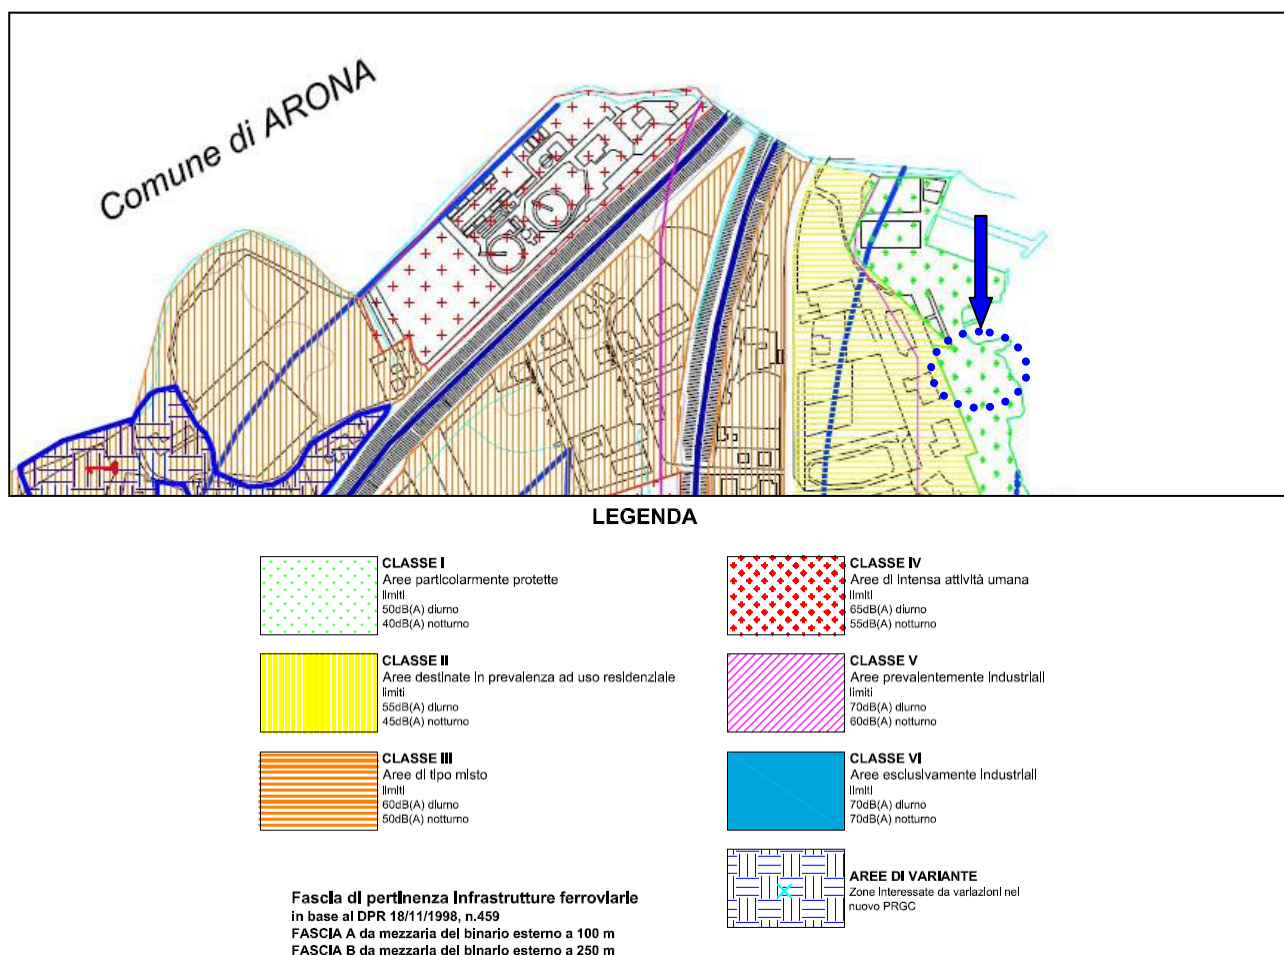 Comune di ARONA
LEGENDA
CLASSE I
Aree particolarmente protette
limiti
50dB(A) diurno
40dB(A) notturno
CLASSE II
Aree destinate in prevalenza ad uso residenziale
limiti
55dB(A) diurno
45dB(A) notturno
CLASSE III
Aree di tipo misto
limiti
60dB(A) diurno
50dB(A) notturno
CLASSE IV
Aree di intensa attività umana
limiti
65dB(A) diurno
55dB(A) notturno
CLASSE V
Aree prevalentemente industriali
limiti
70dB(A) diurno
60dB(A) notturno
CLASSE VI
Aree esclusivamente industriali
limiti
70dB(A) diurno
70dB(A) notturno
AREE DI VARIANTE
Zone interessate da variazioni nel
nuovo PRGC
Fascia di pertinenza infrastrutture ferroviarie
in base al DPR 18/11/1998, n.459
FASCIA A da mezzaria del binario esterno a 100 m
FASCIA B da mezzaria del binario esterno a 250 m